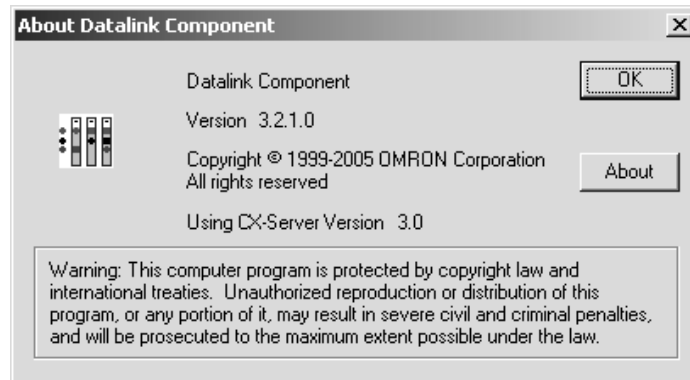 About Datalink Component
Datalink Component
OK
Version 3.2.1.0
Copyright © 1999-2005 OMRON Corporation
All rights reserved
About
Using CX-Server Version 3.0
Warning: This computer program is protected by copyright law and
international treaties. Unauthorized reproduction or distribution of this
program, or any portion of it, may result in severe civil and criminal penalties,
and will be prosecuted to the maximum extent possible under the law.